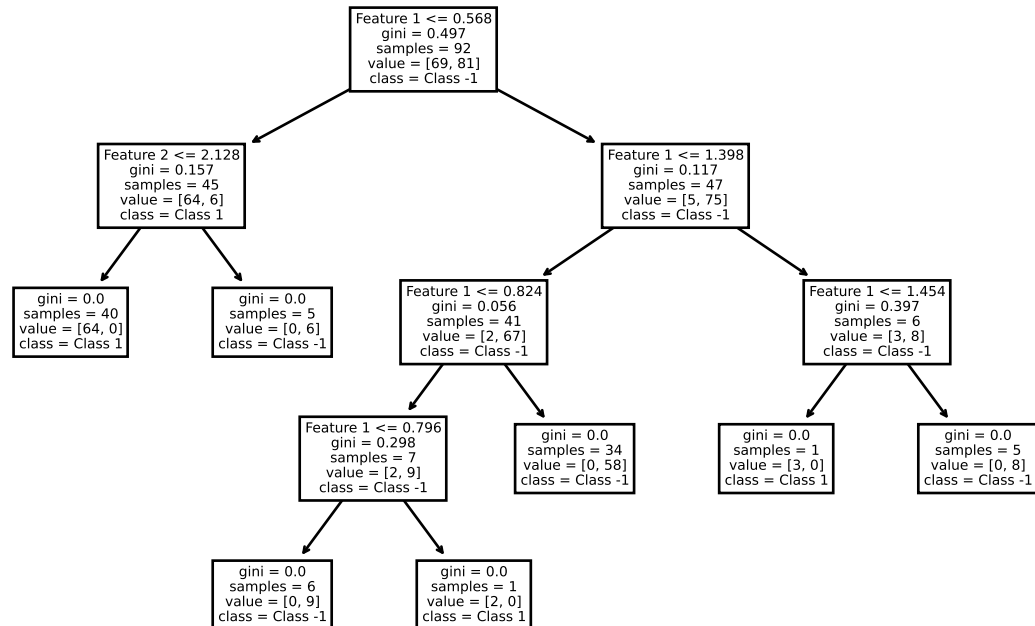 Feature 1 <= 0.568
gini = 0.497
samples = 92
value = [69, 81]
class = Class -1
Feature 2 <= 2.128
gini = 0.157
samples = 45
value = [64, 6]
class = Class 1
Feature 1 <= 1.398
gini = 0.117
samples = 47
value = [5, 75]
class = Class -1
gini = 0.0
samples = 40
value = [64, 0]
class = Class 1
gini = 0.0
samples = 5
value = [0, 6]
class = Class -1
Feature 1 <= 0.824
gini = 0.056
samples = 41
value = [2, 67]
class = Class -1
Feature 1 <= 1.454
gini = 0.397
samples = 6
value = [3, 8]
class = Class -1
Feature 1 <= 0.796
gini = 0.298
samples = 7
value = [2, 9]
class = Class -1
gini = 0.0
samples = 34
value = [0, 58]
class = Class -1
gini = 0.0
samples = 1
value = [3, 0]
class = Class 1
gini = 0.0
samples = 5
value = [0, 8]
class = Class -1
gini = 0.0
samples = 6
value = [0, 9]
class = Class -1
gini = 0.0
samples = 1
value = [2, 0]
class = Class 1